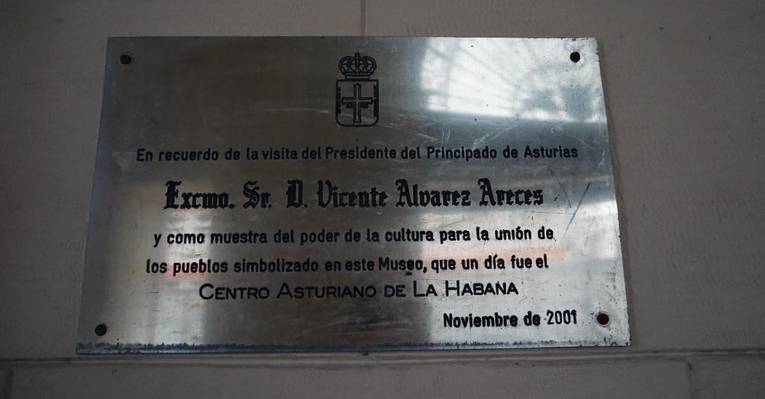 En recuerdo de la visita del Presidente del Principado de Asturias
Excmo. Sr. D. Vicente Alvarez Areces
y como muestra del poder de la cultura para la unión de
los pueblos simbolizado en este Museo, que un día fue el
CENTRO ASTURIANO DE LA HABANA
Noviembre de 2001